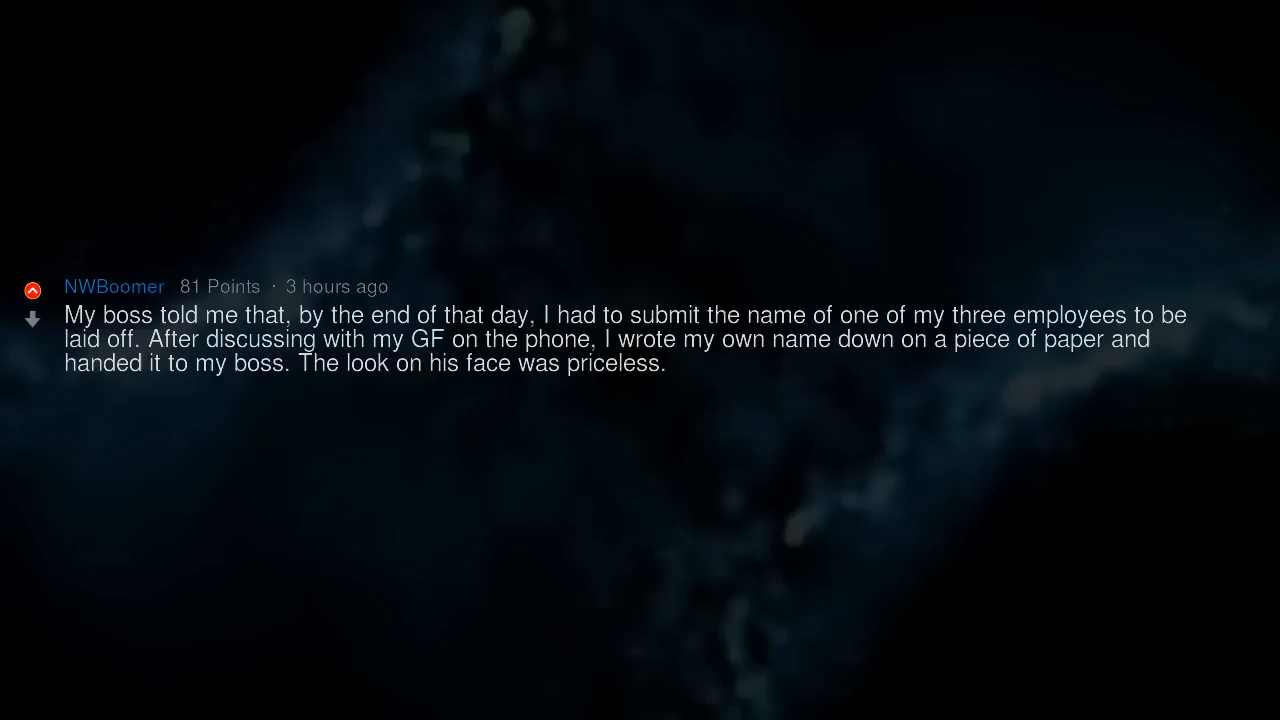 NWBoomer 81 Points · 3 hours ago
My boss told me that, by the end of that day, I had to submit the name of one of my three employees to be
laid off. After discussing with my GF on the phone, I wrote my own name down on a piece of paper and
handed it to my boss. The look on his face was priceless.